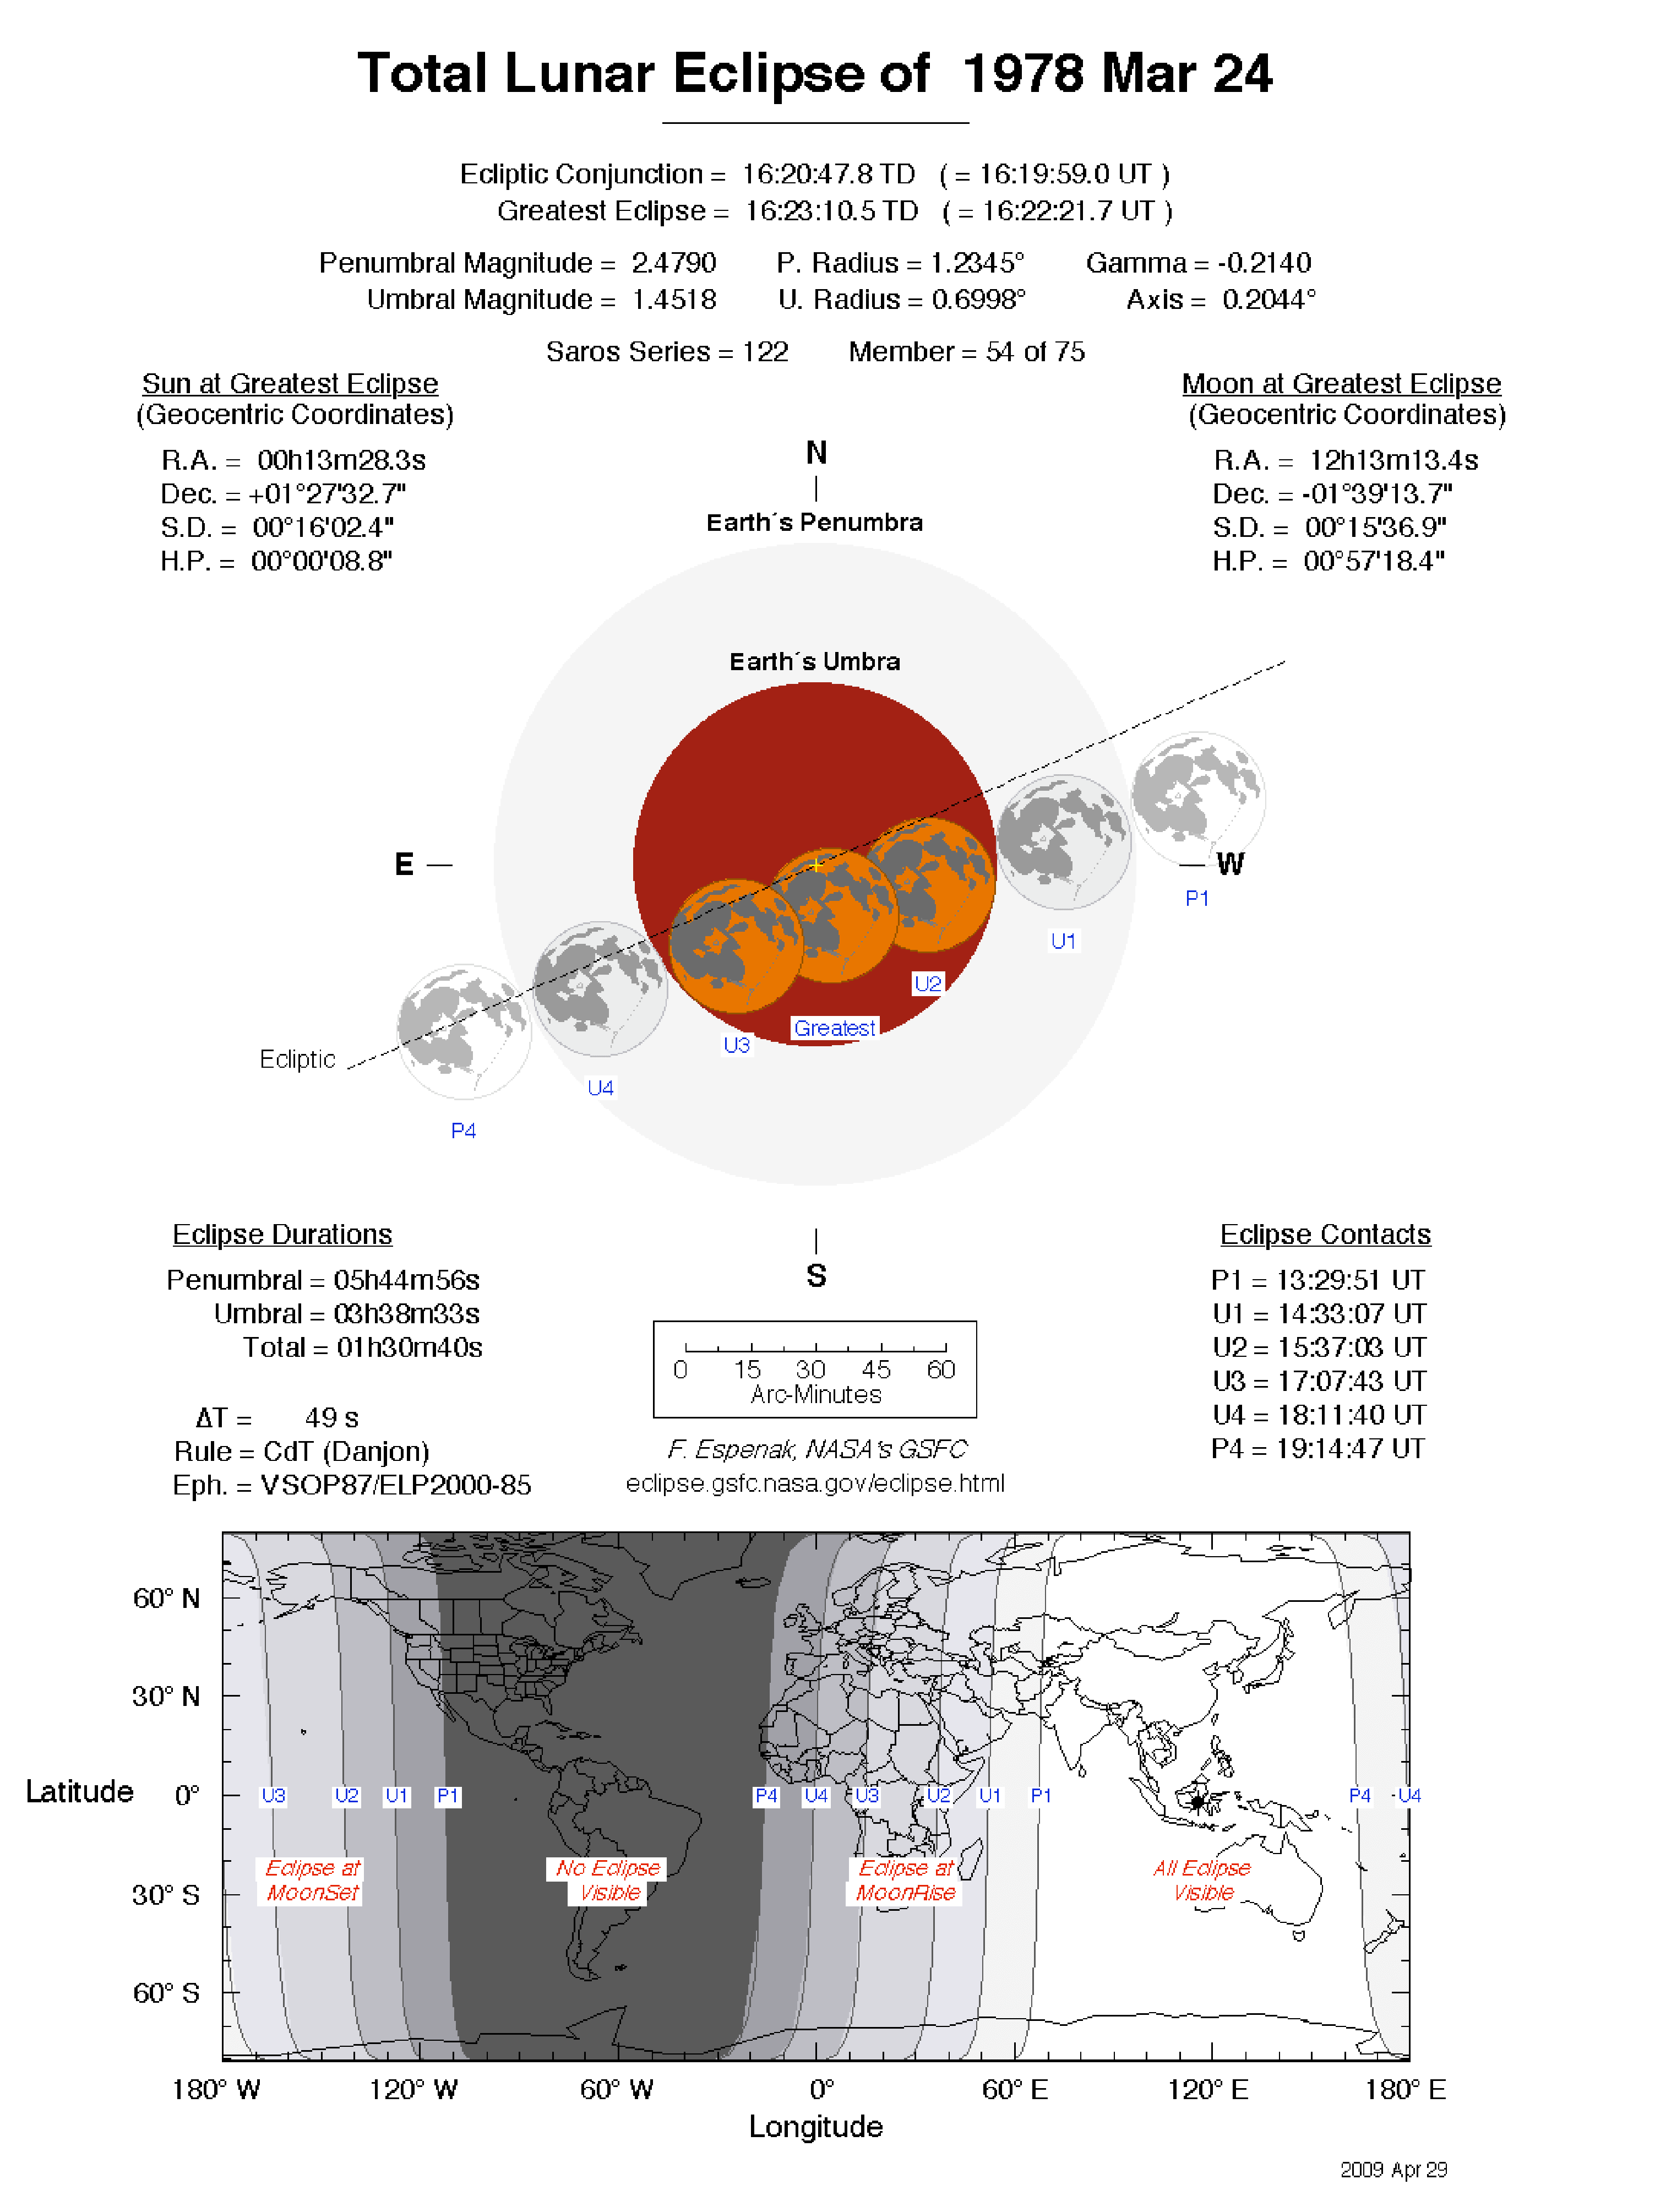 Total Lunar Eclipse of 1978 Mar 24
Ecliptic Conjunction = 16:20:47.8 TD ( = 16:19:59.0 UT )
Greatest Eclipse = 16:23:10.5 TD ( = 16:22:21.7 UT )
Penumbral Magnitude = 2.4790 P. Radius = 1.2345° Gamma = -0.2140
Umbral Magnitude = 1.4518 U. Radius = 0.6998° Axis = 0.2044°
Saros Series = 122 Member = 54 of 75
Sun at Greatest Eclipse
(Geocentric Coordinates)
R.A. = 00h13m28.3s
Dec. = +01°27'32.7"
S.D. = 00°16'02.4"
H.P. = 00°00'08.8"
Moon at Greatest Eclipse
(Geocentric Coordinates)
R.A. = 12h13m13.4s
Dec. = -01°39'13.7"
S.D. = 00°15'36.9"
H.P. = 00°57'18.4"
N
Earth´s Penumbra
Earth´s Umbra
E
W
P1
U1
U2
Greatest
U3
U4
P4
Ecliptic
S
Eclipse Durations
Penumbral = 05h44m56s
Umbral = 03h38m33s
Total = 01h30m40s
ΔT = 49 s
Rule = CdT (Danjon)
Eph. = VSOP87/ELP2000-85
0 15 30 45 60
Arc-Minutes
F. Espenak, NASA's GSFC
eclipse.gsfc.nasa.gov/eclipse.html
Eclipse Contacts
P1 = 13:29:51 UT
U1 = 14:33:07 UT
U2 = 15:37:03 UT
U3 = 17:07:43 UT
U4 = 18:11:40 UT
P4 = 19:14:47 UT
60° N
30° N
Latitude 0°
30° S
60° S
U3 U2 U1 P1 P4 U4 U3 U2 U1 P1 P4 U4
Eclipse at
MoonSet
No Eclipse
Visible
Eclipse at
MoonRise
All Eclipse
Visible
180° W 120° W 60° W 0° 60° E 120° E 180° E
Longitude
2009 Apr 29